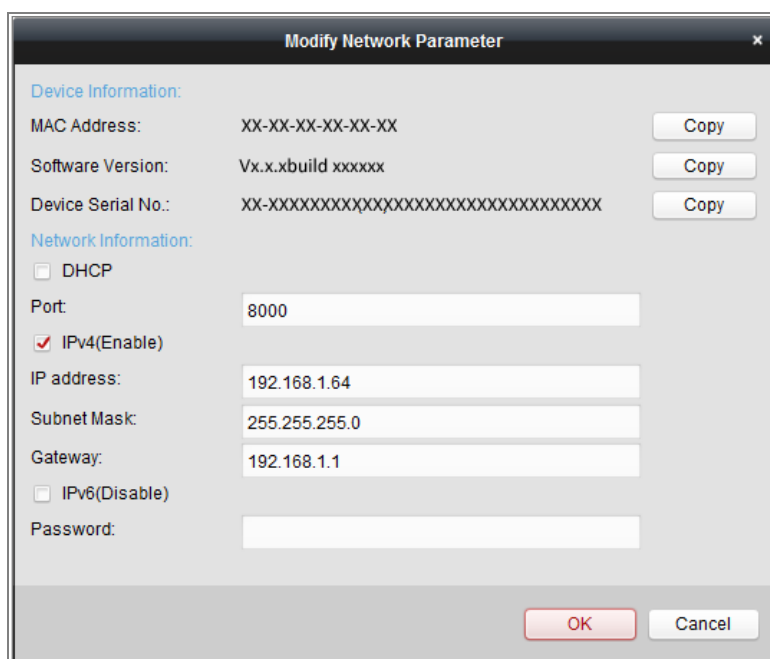 Modify Network Parameter ×
Device Information:
MAC Address: XX-XX-XX-XX-XX-XX Copy
Software Version: Vx.x.xbuild xxxxxx Copy
Device Serial No.: XX-XXXXXXXXXXXXXXXXXXXXXXXXXXXXXXXX Copy
Network Information:
DHCP
Port: 8000
IPv4(Enable)
IP address: 192.168.1.64
Subnet Mask: 255.255.255.0
Gateway: 192.168.1.1
IPv6(Disable)
Password:
OK Cancel